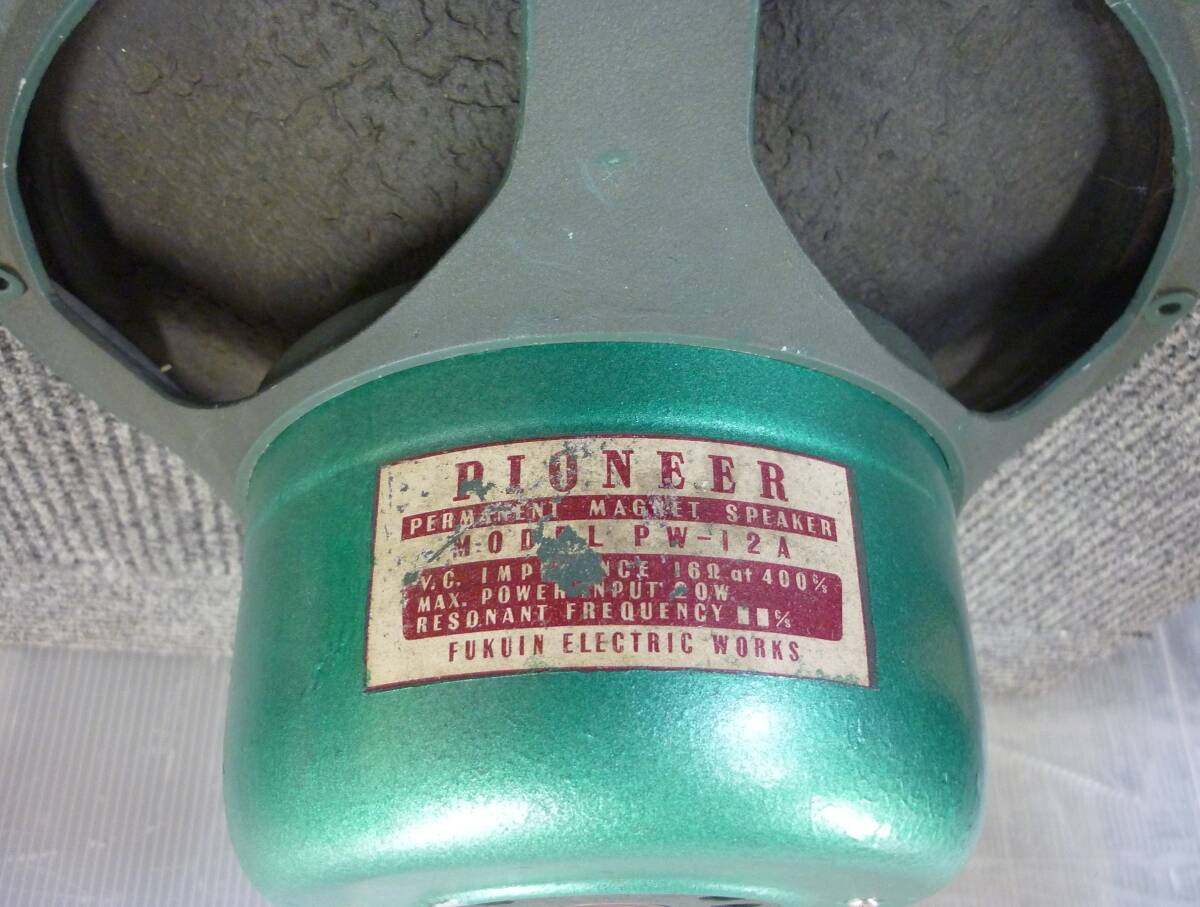 PIONEER
PERMANENT MAGNET SPEAKER
MODEL PW-12A
V.C. IMPEDANCE 16Ω at 400 c/s
MAX. POWER INPUT 20W.
RESONANT FREQUENCY c/s
FUKUIN ELECTRIC WORKS